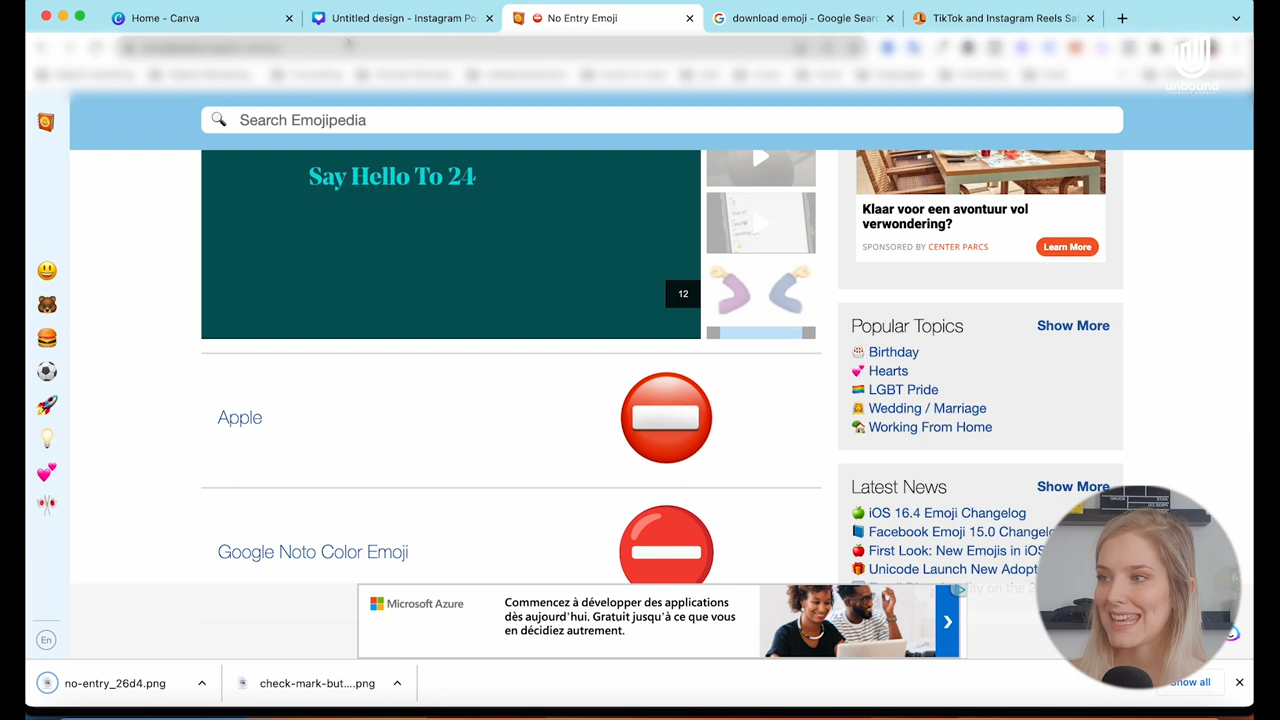 Home - Canva
Untitled design - Instagram Po
No Entry Emoji
download emoji - Google Searc
TikTok and Instagram Reels Sa
unbound
Search Emojipedia
Say Hello To 24
12
Klaar voor een avontuur vol
verwondering?
SPONSORED BY CENTER PARCS
Learn More
Popular Topics
Show More
Birthday
Hearts
LGBT Pride
Wedding / Marriage
Working From Home
Apple
Latest News
Show More
iOS 16.4 Emoji Changelog
Facebook Emoji 15.0 Changelo
First Look: New Emojis in iOS
Unicode Launch New Adopt
Google Noto Color Emoji
Microsoft Azure
Commencez à développer des applications
dès aujourd'hui. Gratuit jusqu'à ce que vous
en décidiez autrement.
En
no-entry_26d4.png
check-mark-but....png
Show all